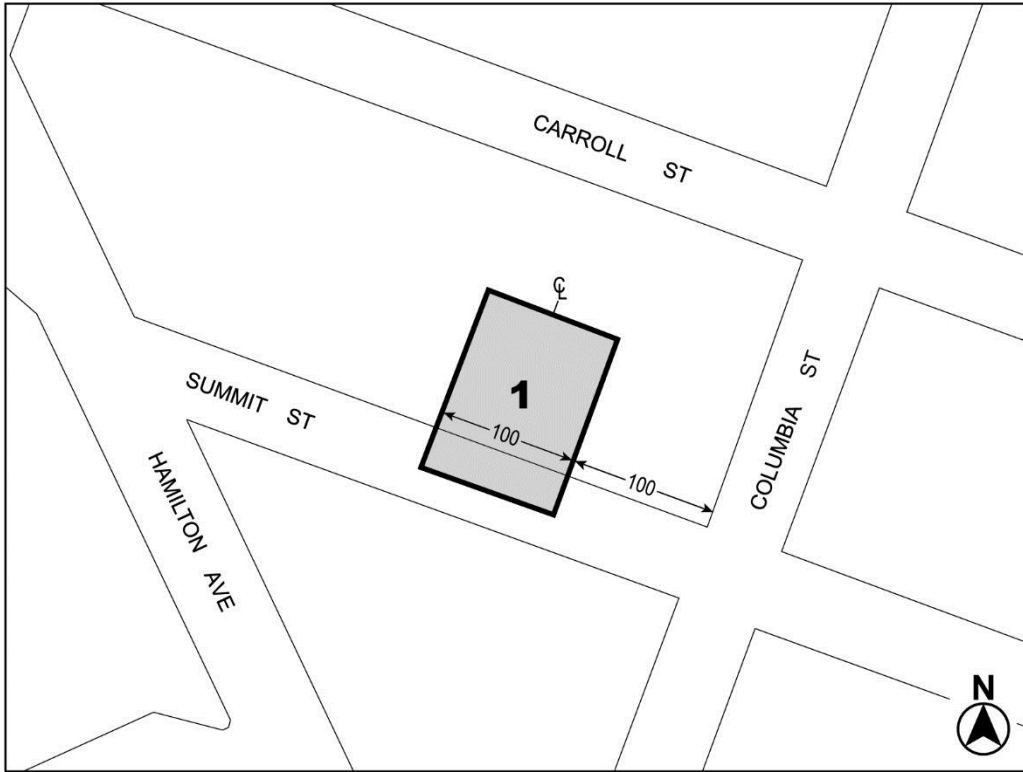 CARROLL ST
℄
1
SUMMIT ST
100
100
COLUMBIA ST
HAMILTON AVE
N